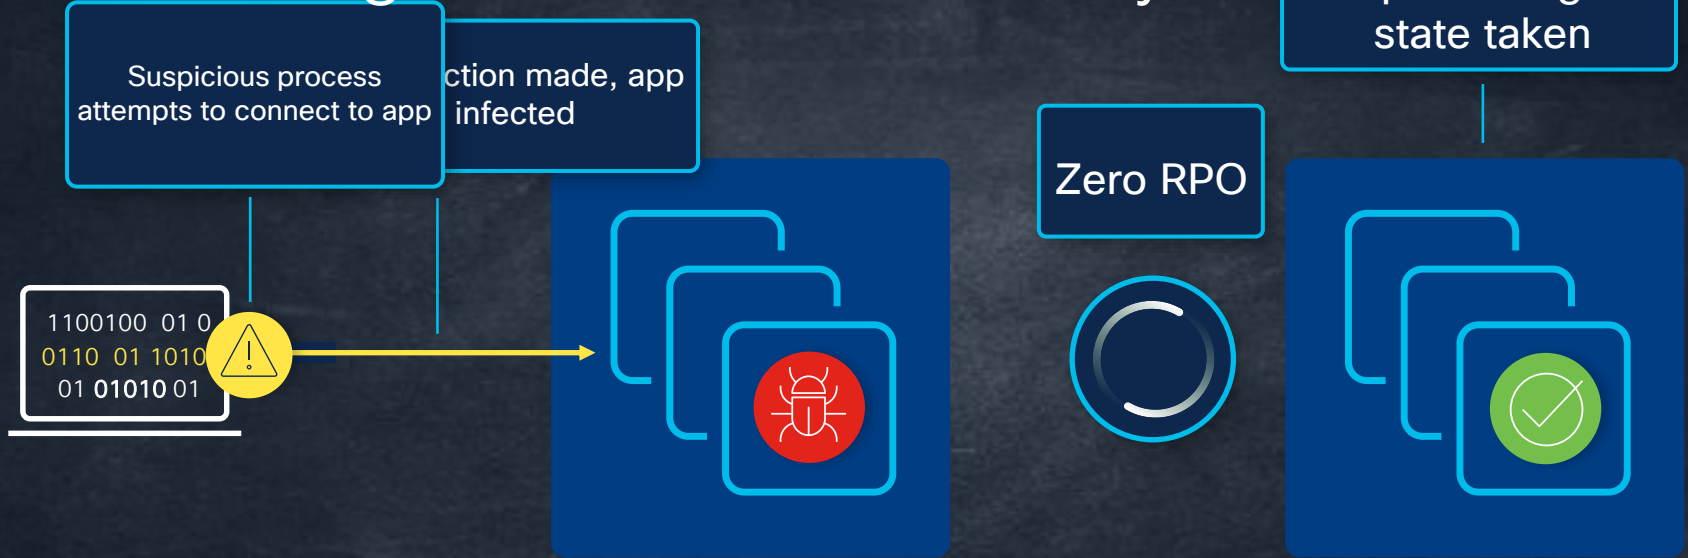 Suspicious process
attempts to connect to app
ction made, app
infected
Zero RPO
state taken
1100100 01 0
0110 01 1010
01 01010 01